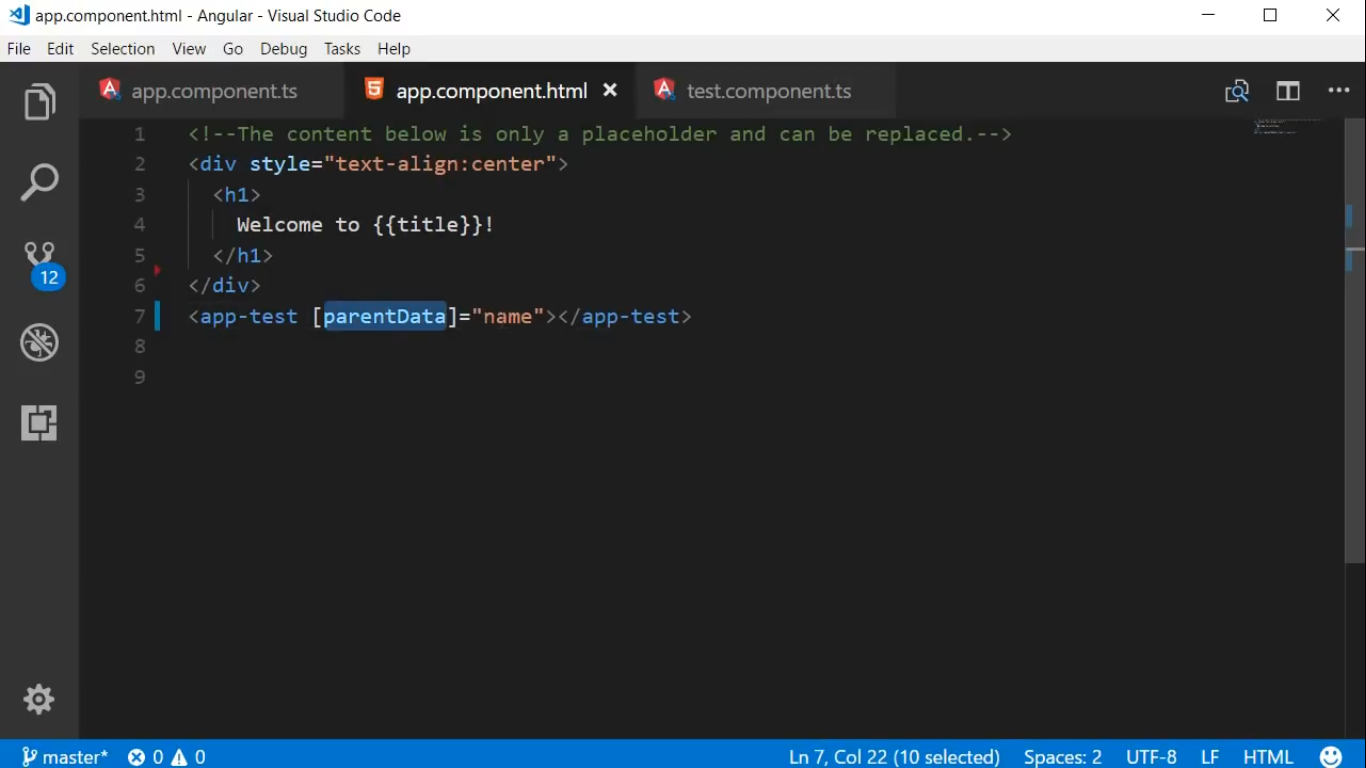 app.component.html - Angular - Visual Studio Code
File Edit Selection View Go Debug Tasks Help
app.component.ts app.component.html test.component.ts
1 <!--The content below is only a placeholder and can be replaced.-->
2 <div style="text-align:center">
3 <h1>
4 Welcome to {{title}}!
5 </h1>
6 </div>
7 <app-test [parentData]="name"></app-test>
8
9
12
master* 0 0 Ln 7, Col 22 (10 selected) Spaces: 2 UTF-8 LF HTML